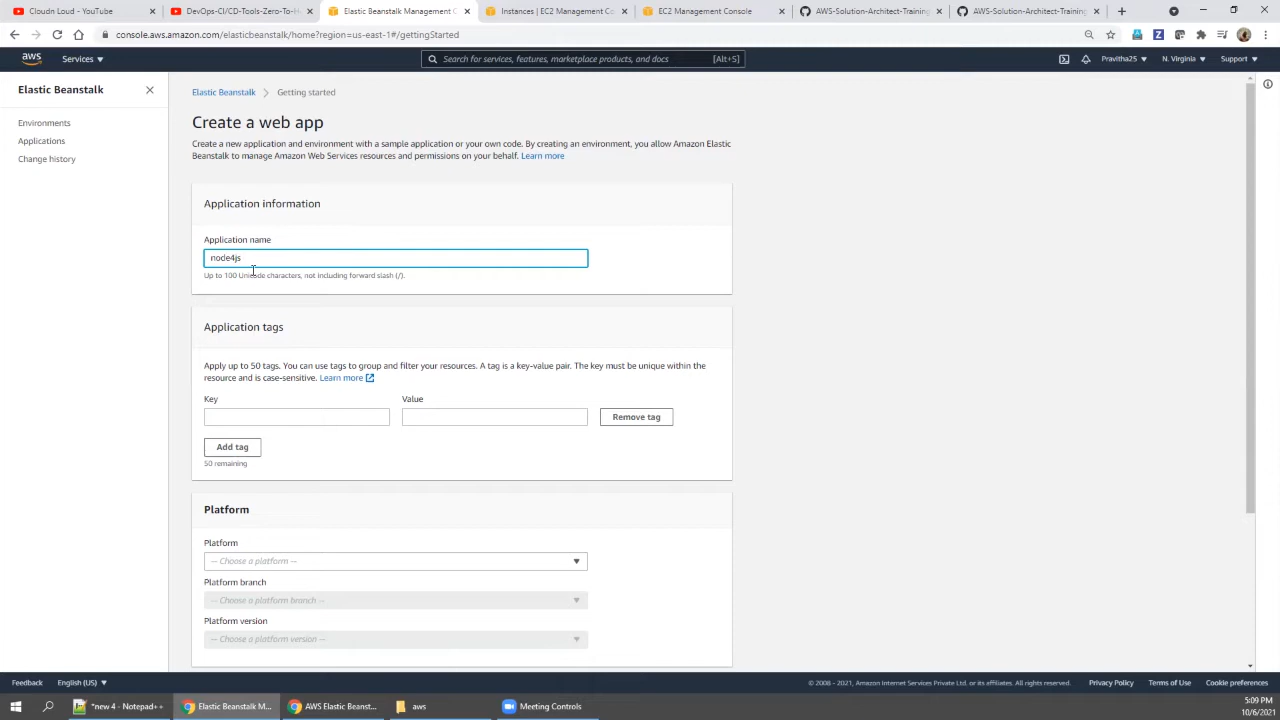 Cloudn Loud - YouTube
DevOps-CI/CD-Tools-Zero-To-H
Elastic Beanstalk Management C
Instances | EC2 Management Co
EC2 Management Console
AWS-Solution-Architect-Training
AWS-Solution-Architect-Training
console.aws.amazon.com/elasticbeanstalk/home?region=us-east-1#/gettingStarted
aws
Services
Search for services, features, marketplace products, and docs
[Alt+S]
Pravitha25
N. Virginia
Support
Elastic Beanstalk
Environments
Applications
Change history
Elastic Beanstalk > Getting started
Create a web app
Create a new application and environment with a sample application or your own code. By creating an environment, you allow Amazon Elastic
Beanstalk to manage Amazon Web Services resources and permissions on your behalf. Learn more
Application information
Application name
node4js
Up to 100 Unicode characters, not including forward slash (/).
Application tags
Apply up to 50 tags. You can use tags to group and filter your resources. A tag is a key-value pair. The key must be unique within the
resource and is case-sensitive. Learn more
Key
Value
Remove tag
Add tag
50 remaining
Platform
Platform
-- Choose a platform --
Platform branch
-- Choose a platform branch --
Platform version
-- Choose a platform version --
Feedback
English (US)
© 2008 - 2021, Amazon Internet Services Private Ltd. or its affiliates. All rights reserved.
Privacy Policy
Terms of Use
Cookie preferences
*new 4 - Notepad++
Elastic Beanstalk M...
AWS Elastic Beanst...
aws
Meeting Controls
5:09 PM
10/6/2021